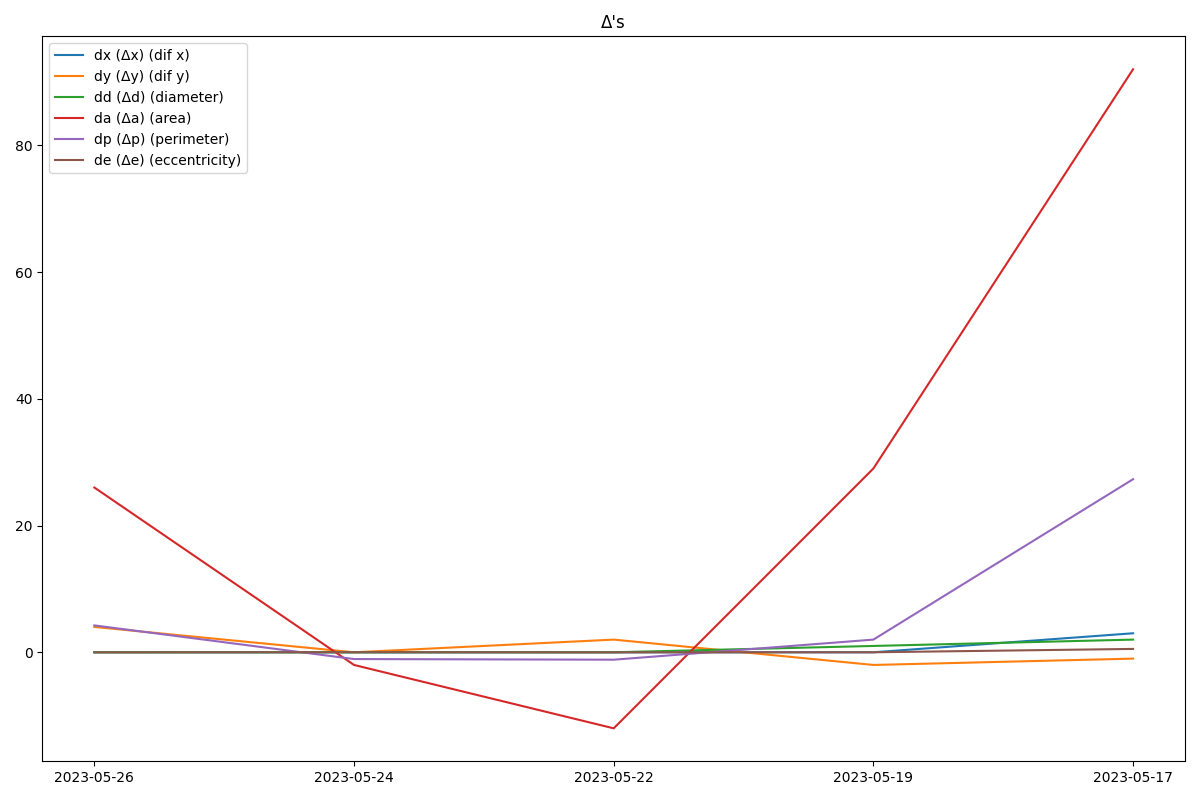 Δ's
dx (Δx) (dif x)
dy (Δy) (dif y)
dd (Δd) (diameter)
da (Δa) (area)
dp (Δp) (perimeter)
de (Δe) (eccentricity)
80
60
40
20
0
2023-05-26 2023-05-24 2023-05-22 2023-05-19 2023-05-17